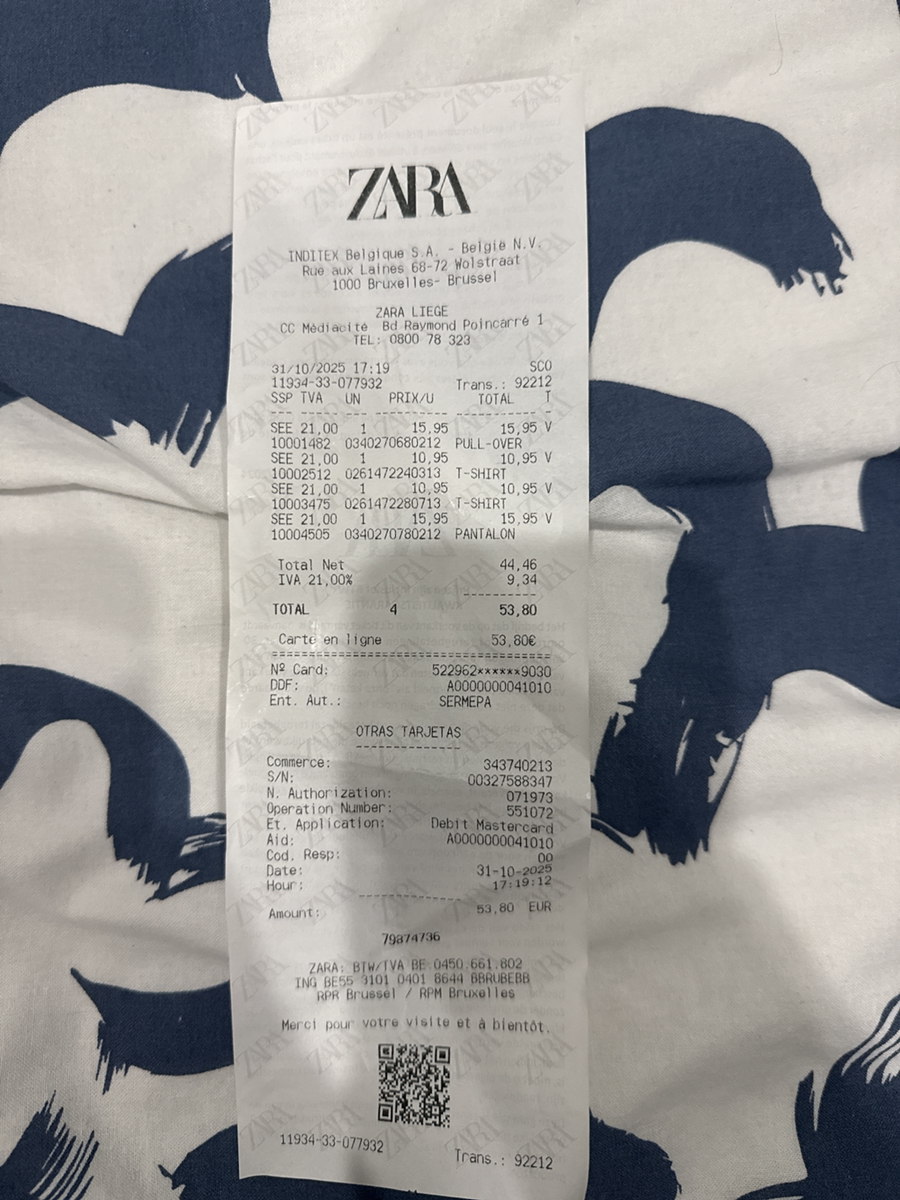 ZARA
INDITEX Belgique S.A. - België N.V.
Rue aux Laines 68-72 Wolstraat
1000 Bruxelles- Brussel
ZARA LIEGE
CC Médiacité Bd Raymond Poincarré 1
TEL: 0800 78 323
31/10/2025 17:19 SCO
11934-33-077932 Trans.: 92212
SSP TVA UN PRIX/U TOTAL T
SEE 21,00 1 15,95 15,95 V
10001482 0340270680212 PULL-OVER
SEE 21,00 1 10,95 10,95 V
10002512 0261472240313 T-SHIRT
SEE 21,00 1 10,95 10,95 V
10003475 0261472280713 T-SHIRT
SEE 21,00 1 15,95 15,95 V
10004505 0340270780212 PANTALON
Total Net 44,46
IVA 21,00% 9,34
TOTAL 4 53,80
Carte en ligne 53,80€
Nº Card: 522962******9030
DDF: A0000000041010
Ent. Aut.: SERMEPA
OTRAS TARJETAS
Commerce: 343740213
S/N: 00327588347
N. Authorization: 071973
Operation Number: 551072
Et. Application: Debit Mastercard
Aid: A0000000041010
Cod. Resp: 00
Date: 31-10-2025
Hour: 17:19:12
Amount: 53,80 EUR
79874736
ZARA: BTW/TVA BE 0450.661.802
ING BE55 3101 0401 8644 BBRUBEBB
RPR Brussel / RPM Bruxelles
Merci pour votre visite et à bientôt.
11934-33-077932
Trans.: 92212